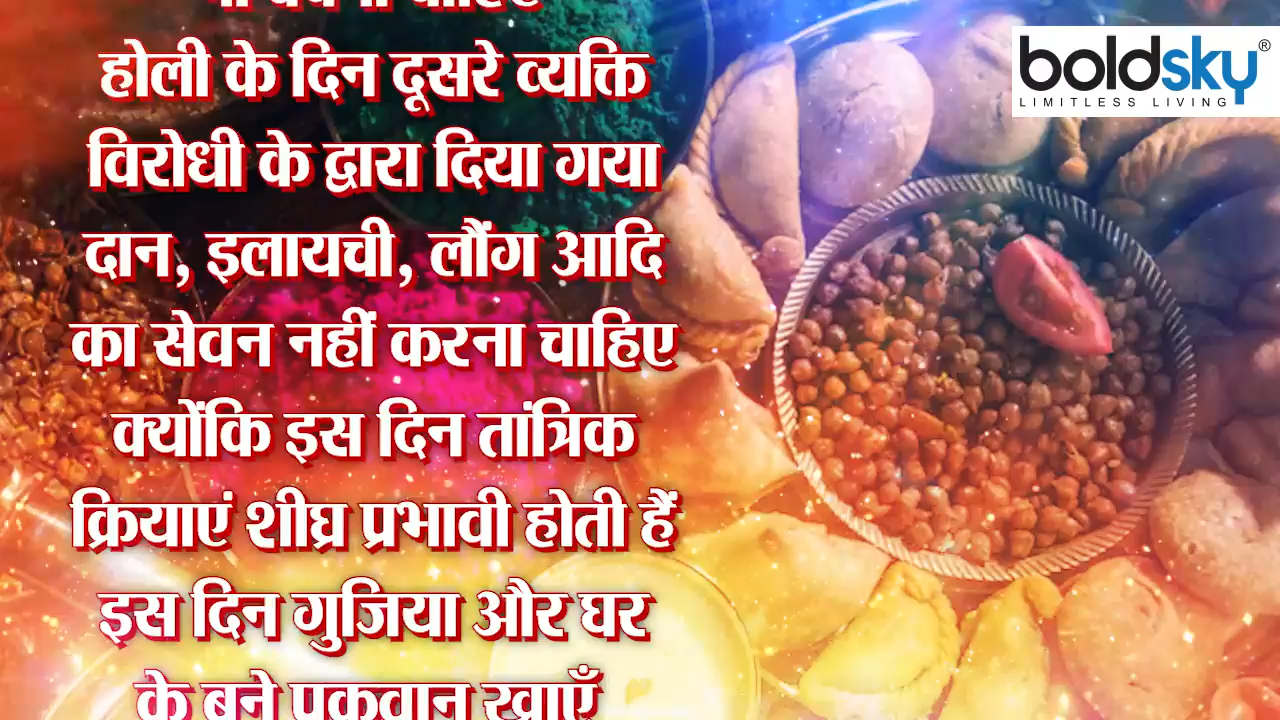 होली के दिन दूसरे व्यक्ति
विरोधी के द्वारा दिया गया
दान, इलायची, लौंग आदि
का सेवन नहीं करना चाहिए
क्योंकि इस दिन तांत्रिक
क्रियाएं शीघ्र प्रभावी होती हैं
इस दिन गुजिया और घर
के बने पकवान खाएँ
boldsky®
LIMITLESS LIVING